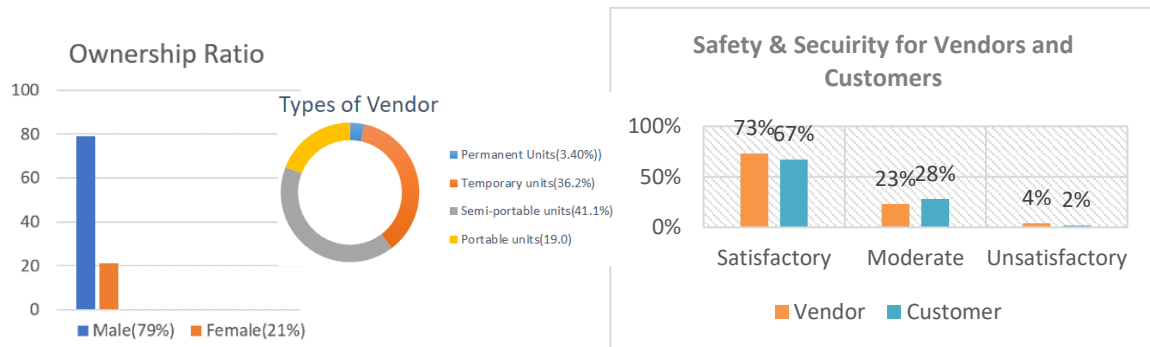 Ownership Ratio
100
80
60
40
20
0
Male(79%) Female(21%)
Types of Vendor
Permanent Units(3.40%))
Temporary units(36.2%)
Semi-portable units(41.1%)
Portable units(19.0)
Safety & Secuirity for Vendors and
Customers
100%
50%
0%
73% 67%
23% 28%
4% 2%
Satisfactory Moderate Unsatisfactory
Vendor Customer